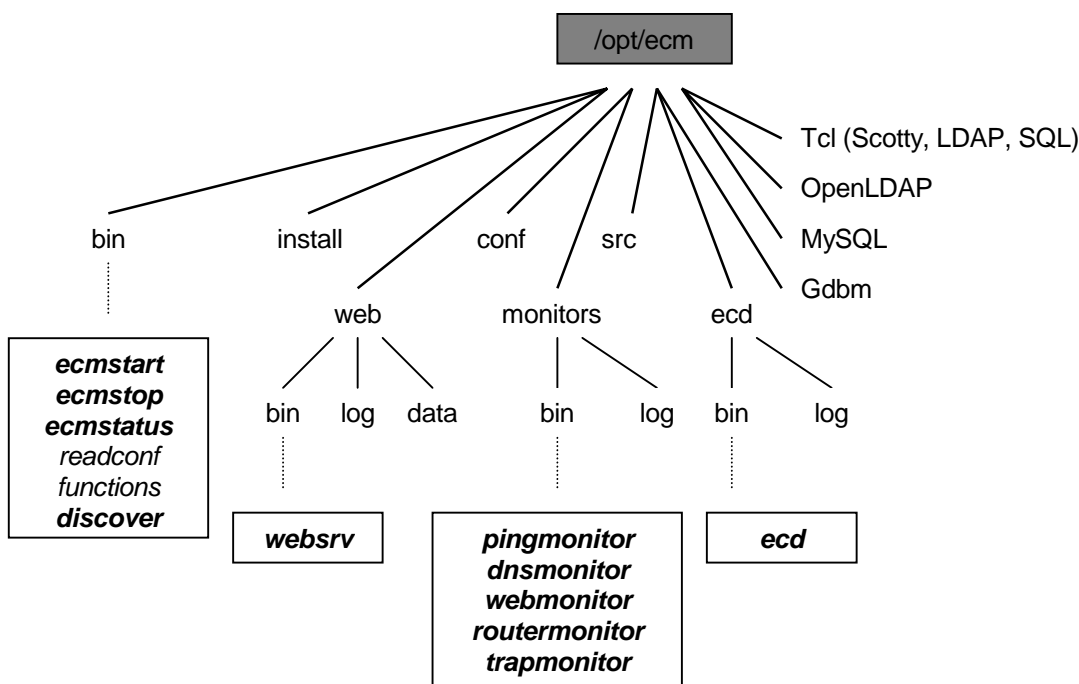 /opt/ecm
Tcl (Scotty, LDAP, SQL)
OpenLDAP
bin install conf src MySQL
Gdbm
web monitors ecd
ecmstart
ecmstop
ecmstatus
readconf
functions
discover
bin log data bin log bin log
websrv
pingmonitor
dnsmonitor
webmonitor
routermonitor
trapmonitor
ecd